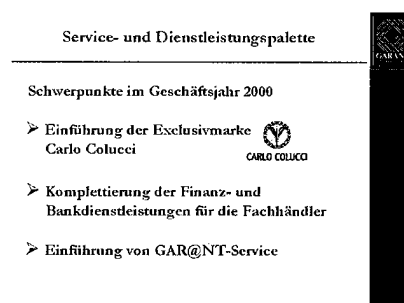 Service- und Dienstleistungspalette
GARANT
Schwerpunkte im Geschäftsjahr 2000
➢ Einführung der Exclusivmarke
Carlo Colucci
CARLO COLUCCI
➢ Komplettierung der Finanz- und
Bankdienstleistungen für die Fachhändler
➢ Einführung von GAR@NT-Service